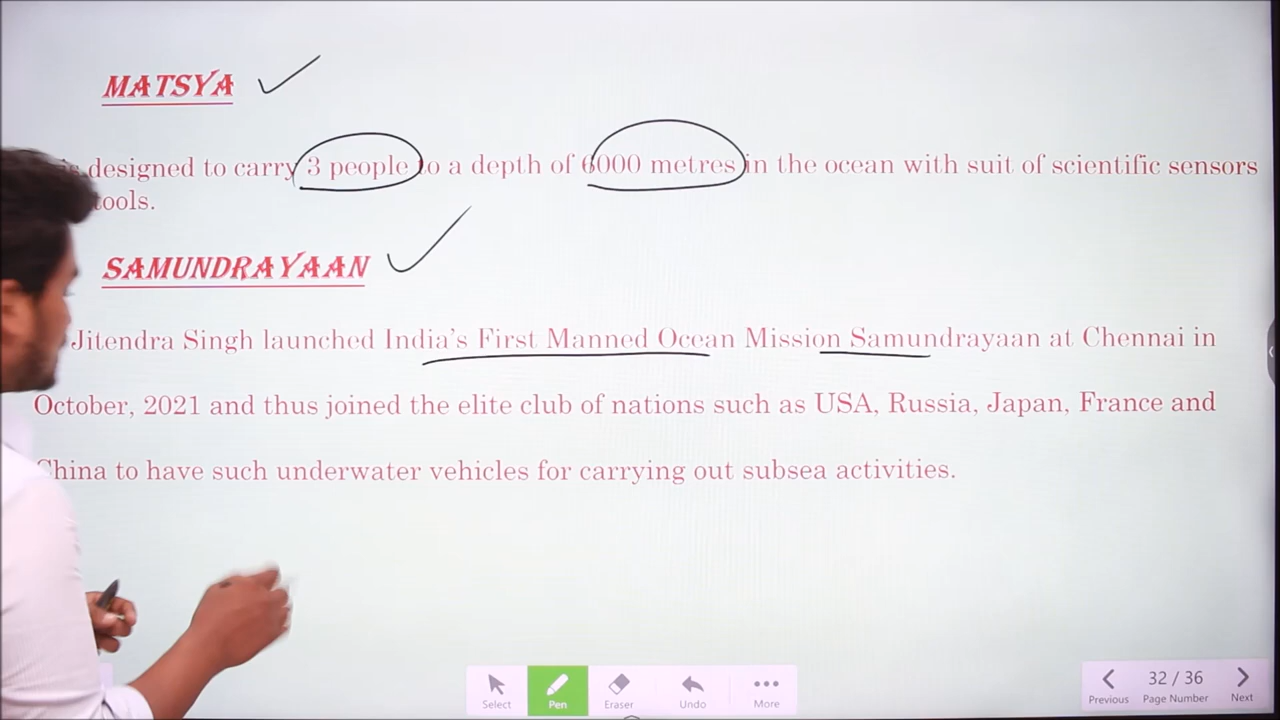 MATSYA
designed to carry 3 people to a depth of 6000 metres in the ocean with suit of scientific sensors
tools.
SAMUNDRAYAAN
Jitendra Singh launched India's First Manned Ocean Mission Samundrayaan at Chennai in
October, 2021 and thus joined the elite club of nations such as USA, Russia, Japan, France and
China to have such underwater vehicles for carrying out subsea activities.
Select Pen Eraser Undo More
32 / 36
Previous Page Number Next